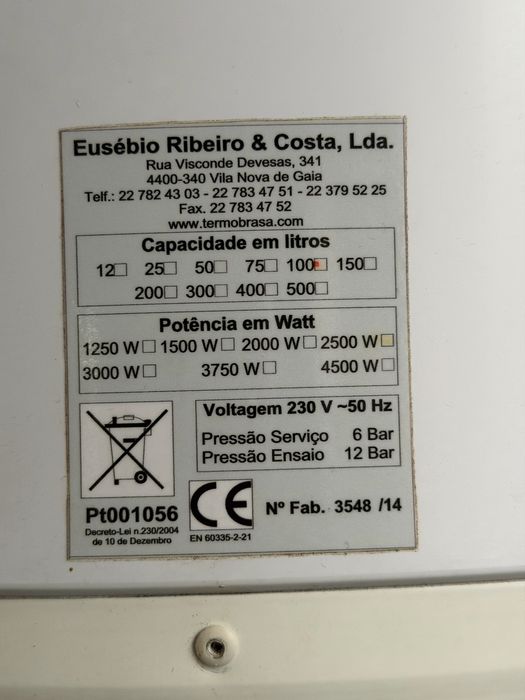 Eusébio Ribeiro & Costa, Lda.
Rua Visconde Devesas, 341
4400-340 Vila Nova de Gaia
Telf.: 22 782 43 03 - 22 783 47 51 - 22 379 52 25
Fax. 22 783 47 52
www.termobrasa.com
Capacidade em litros
12☐ 25☐ 50☐ 75☐ 100☐ 150☐
200☐ 300☐ 400☐ 500☐
Potência em Watt
1250 W☐ 1500 W☐ 2000 W☐ 2500 W☐
3000 W☐ 3750 W☐ 4500 W☐
Voltagem 230 V ~50 Hz
Pressão Serviço 6 Bar
Pressão Ensaio 12 Bar
Pt001056
Decreto-Lei n.230/2004
de 10 de Dezembro
CE
EN 60335-2-21
Nº Fab. 3548 /14